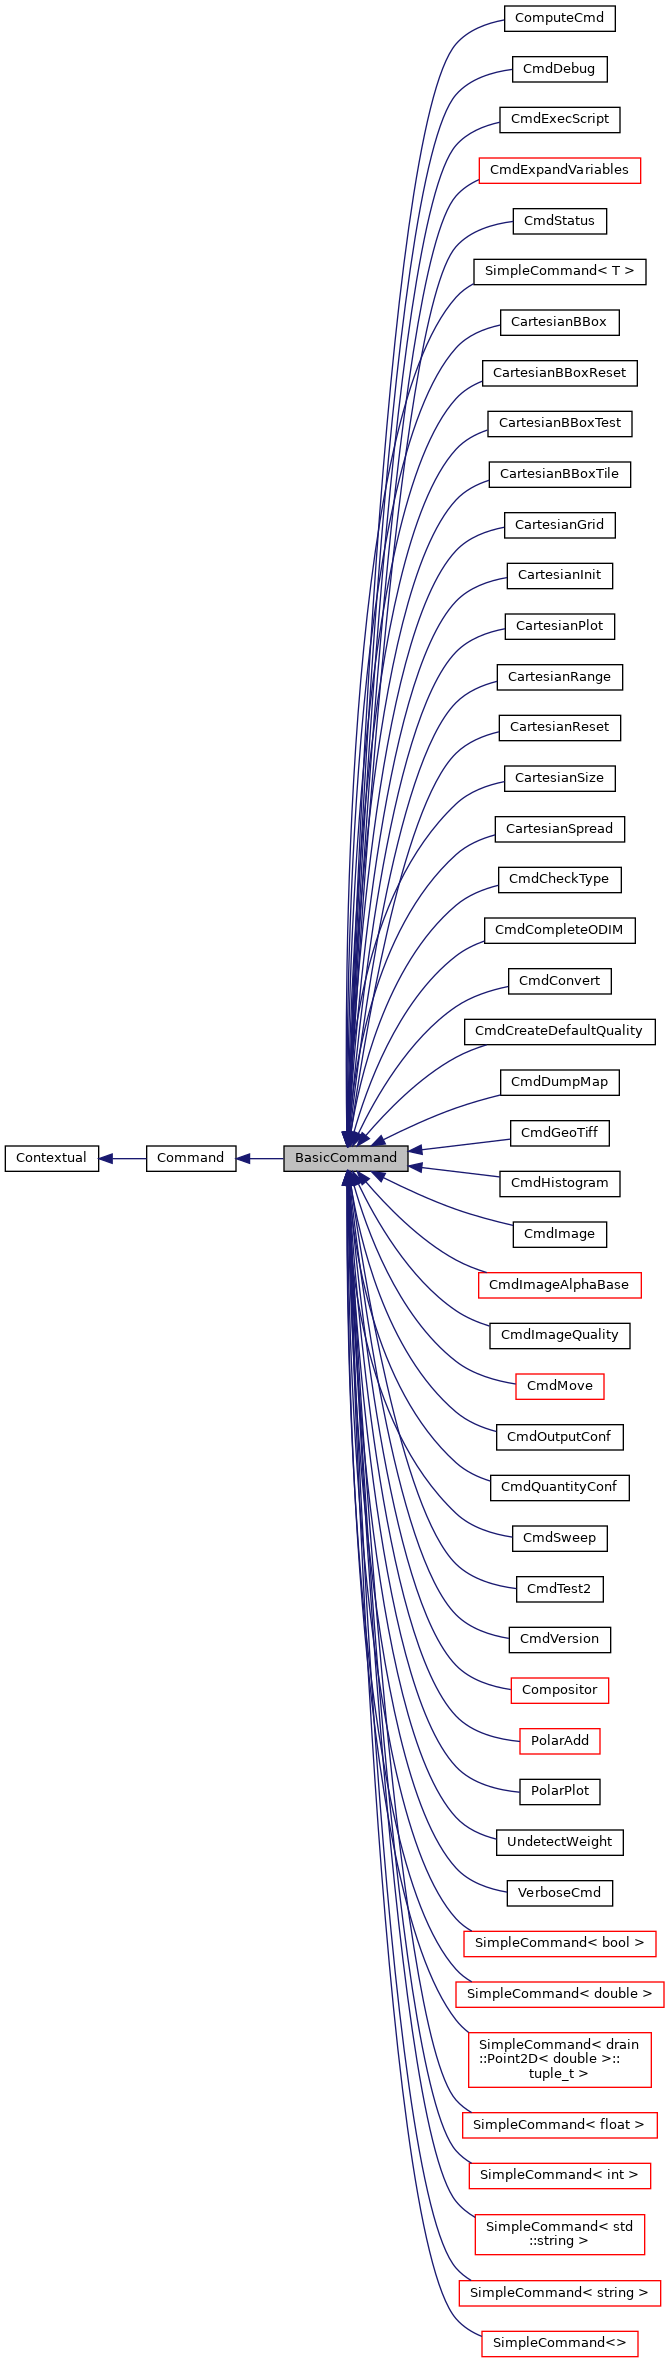 ComputeCmd
CmdDebug
CmdExecScript
CmdExpandVariables
CmdStatus
SimpleCommand< T >
CartesianBBox
CartesianBBoxReset
CartesianBBoxTest
CartesianBBoxTile
CartesianGrid
CartesianInit
CartesianPlot
CartesianRange
CartesianReset
CartesianSize
CartesianSpread
CmdCheckType
CmdCompleteODIM
CmdConvert
CmdCreateDefaultQuality
CmdDumpMap
CmdGeoTiff
Contextual
Command
BasicCommand
CmdHistogram
CmdImage
CmdImageAlphaBase
CmdImageQuality
CmdMove
CmdOutputConf
CmdQuantityConf
CmdSweep
CmdTest2
CmdVersion
Compositor
PolarAdd
PolarPlot
UndetectWeight
VerboseCmd
SimpleCommand< bool >
SimpleCommand< double >
SimpleCommand< drain
::Point2D< double >::
tuple_t >
SimpleCommand< float >
SimpleCommand< int >
SimpleCommand< std
::string >
SimpleCommand< string >
SimpleCommand<>